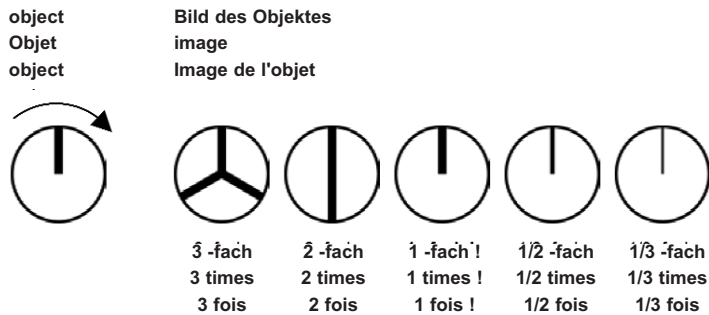 object Bild des Objektes
Objet image
object Image de l'objet
3 -fach 2 -fach 1 -fach ! 1/2 -fach 1/3 -fach
3 times 2 times 1 times ! 1/2 times 1/3 times
3 fois 2 fois 1 fois ! 1/2 fois 1/3 fois